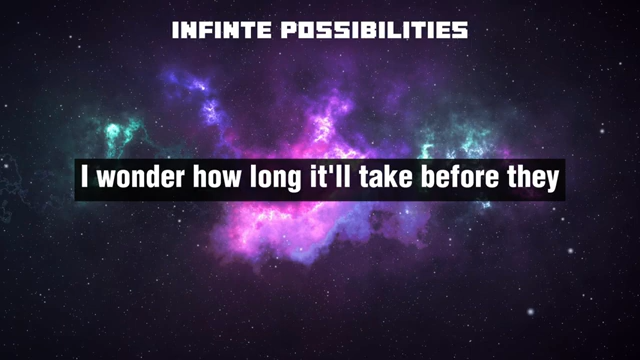 INFINTE POSSIBILITIES
I wonder how long it'll take before they